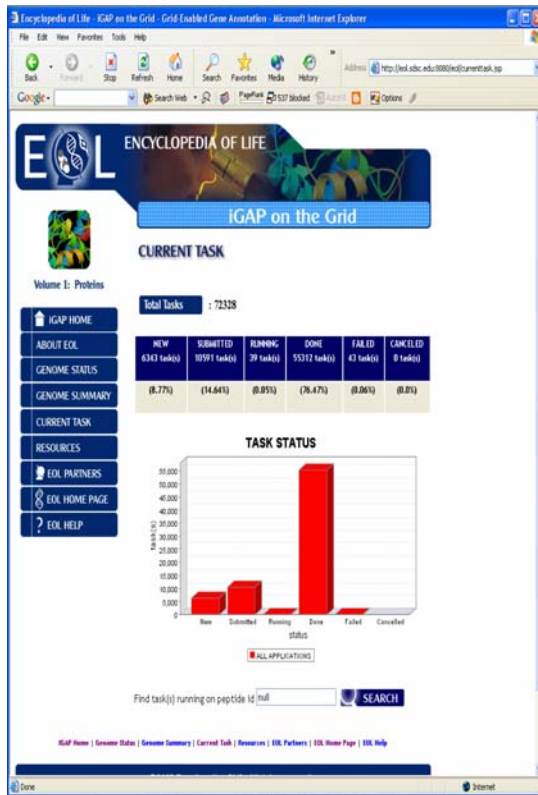 Encyclopedia of Life - iGAP on the Grid - Grid-Enabled Gene Annotation - Microsoft Internet Explorer
File Edit View Favorites Tools Help
Back Forward Stop Refresh Home Search Favorites Media History » Address http://eol.sdsc.edu:9080/eol/currenttask.jsp
Google Search Web PageRank 537 blocked AutoFill Options
EOL ENCYCLOPEDIA OF LIFE
iGAP on the Grid
CURRENT TASK
Volume 1: Proteins
Total Tasks : 72328
iGAP HOME
ABOUT EOL
GENOME STATUS
GENOME SUMMARY
CURRENT TASK
RESOURCES
EOL PARTNERS
EOL HOME PAGE
? EOL HELP
NEW SUBMITTED RUNNING DONE FAILED CANCELED
6343 task(s) 10591 task(s) 39 task(s) 55312 task(s) 43 task(s) 0 task(s)
(8.77%) (14.64%) (0.05%) (76.47%) (0.06%) (0.0%)
TASK STATUS
55,000
50,000
45,000
40,000
35,000
30,000
25,000
20,000
15,000
10,000
5,000
0
task(s)
New Submitted Running Done Failed Cancelled
status
ALL APPLICATIONS
Find task(s) running on peptide id null SEARCH
iGAP Home | Genome Status | Genome Summary | Current Task | Resources | EOL Partners | EOL Home Page | EOL Help
Done Internet